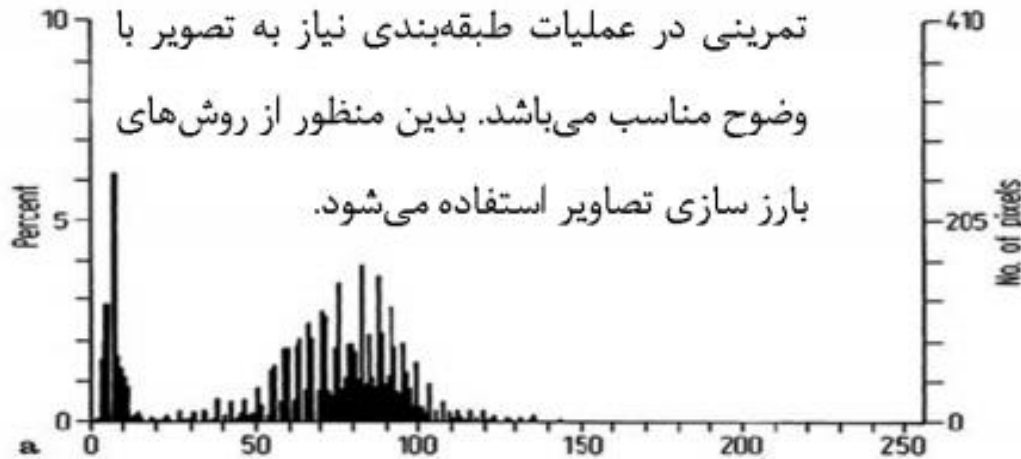 10
410
تمرینی در عملیات طبقه‌بندی نیاز به تصویر با
وضوح مناسب می‌باشد. بدین منظور از روش‌های
بارز سازی تصاویر استفاده می‌شود.
Percent
5
205
No. of pixels
0
0
a
0 50 100 150 200 250